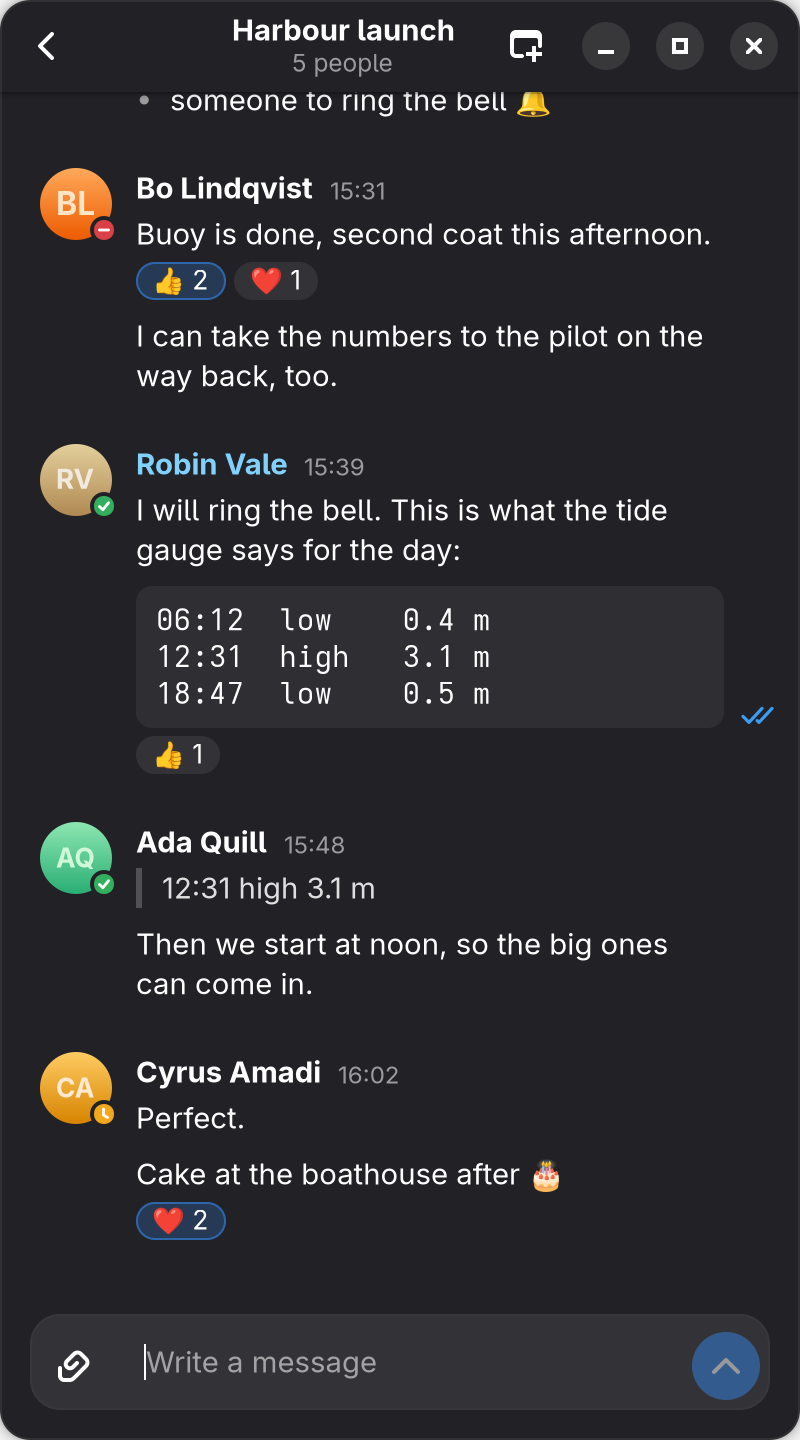 Harbour launch
5 people
• someone to ring the bell 🔔
BL
Bo Lindqvist 15:31
Buoy is done, second coat this afternoon.
👍 2 ❤️ 1
I can take the numbers to the pilot on the
way back, too.
RV
Robin Vale 15:39
I will ring the bell. This is what the tide
gauge says for the day:
06:12  low    0.4 m
12:31  high   3.1 m
18:47  low    0.5 m
👍 1
AQ
Ada Quill 15:48
12:31 high 3.1 m
Then we start at noon, so the big ones
can come in.
CA
Cyrus Amadi 16:02
Perfect.
Cake at the boathouse after 🎂
❤️ 2
Write a message